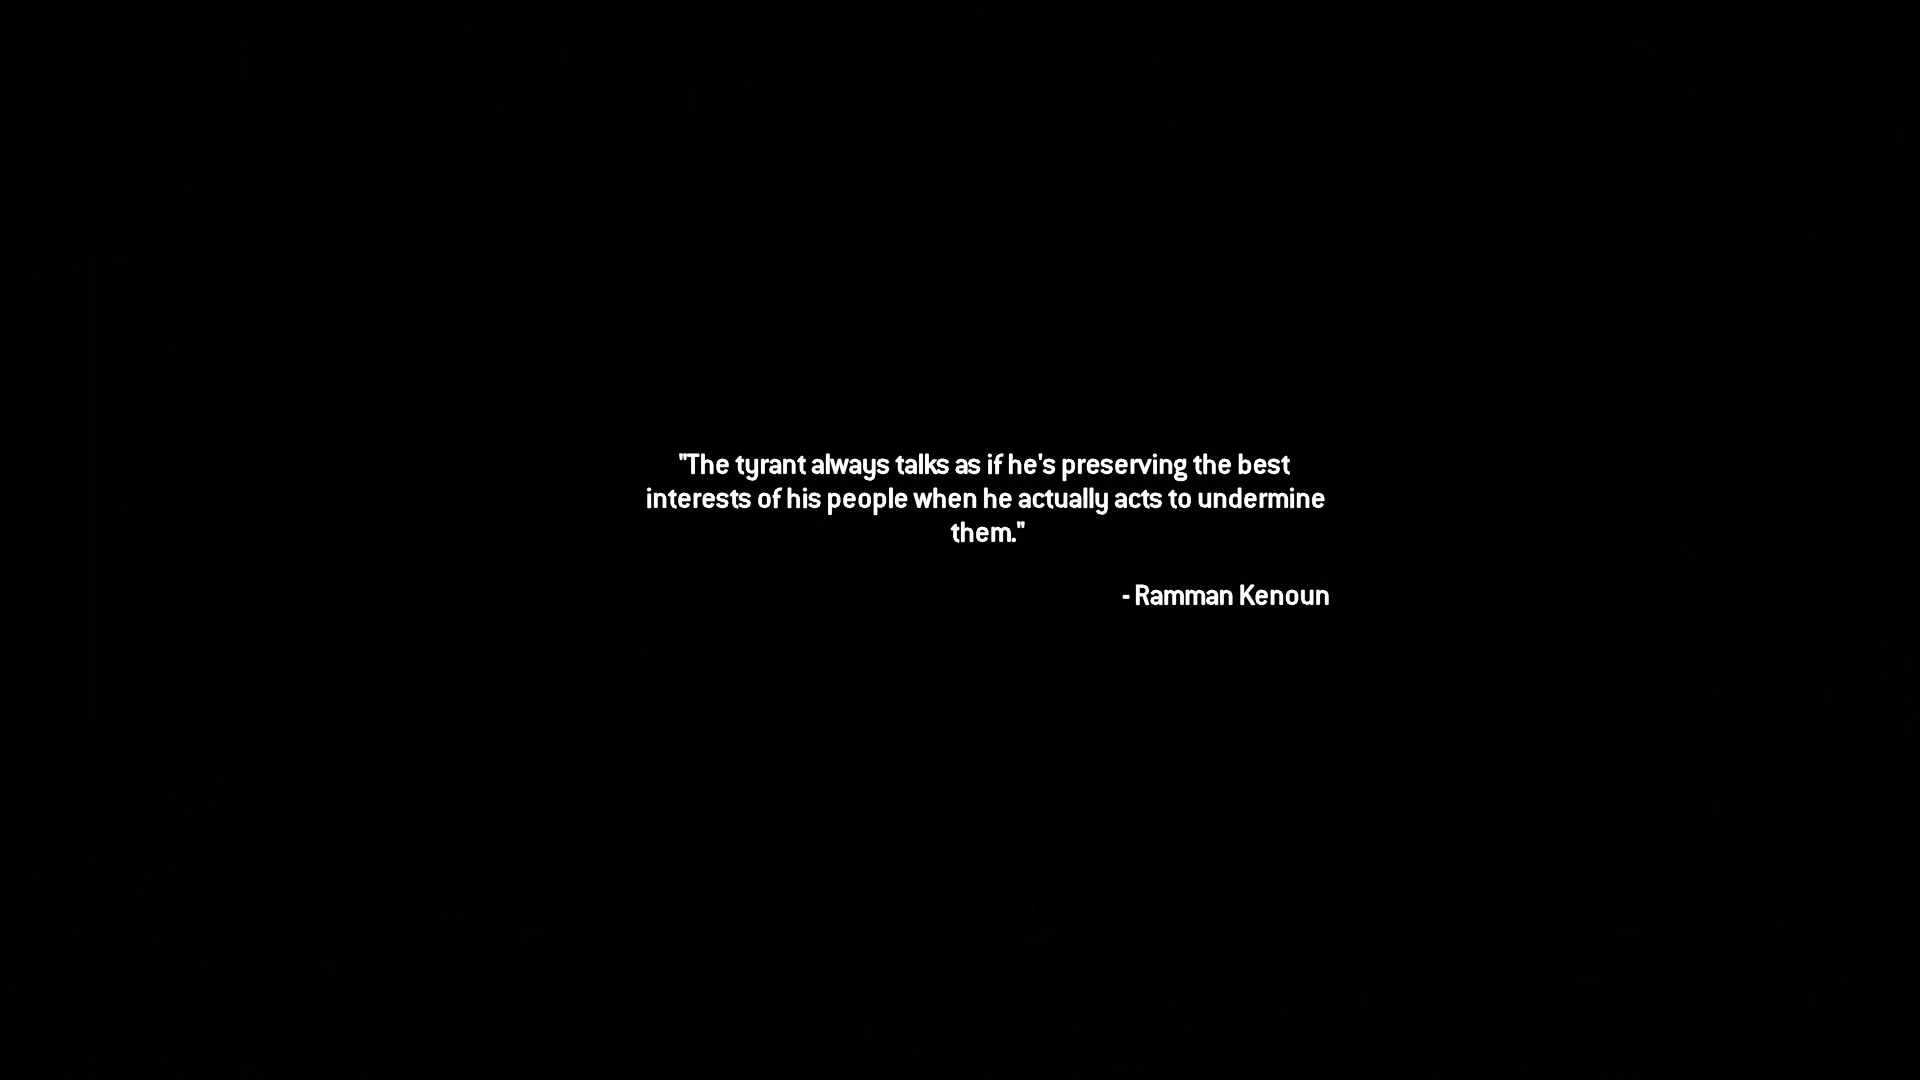 "The tyrant always talks as if he's preserving the best
interests of his people when he actually acts to undermine
them."
- Ramman Kenoun